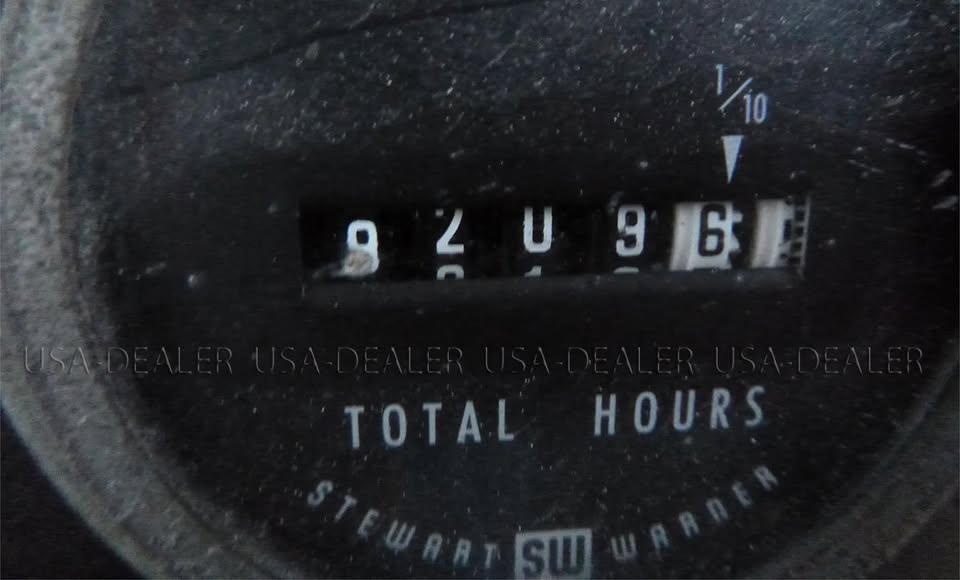 1/10
92096
USA-DEALER USA-DEALER USA-DEALER USA-DEALER
TOTAL HOURS
STEWART SW WARNER